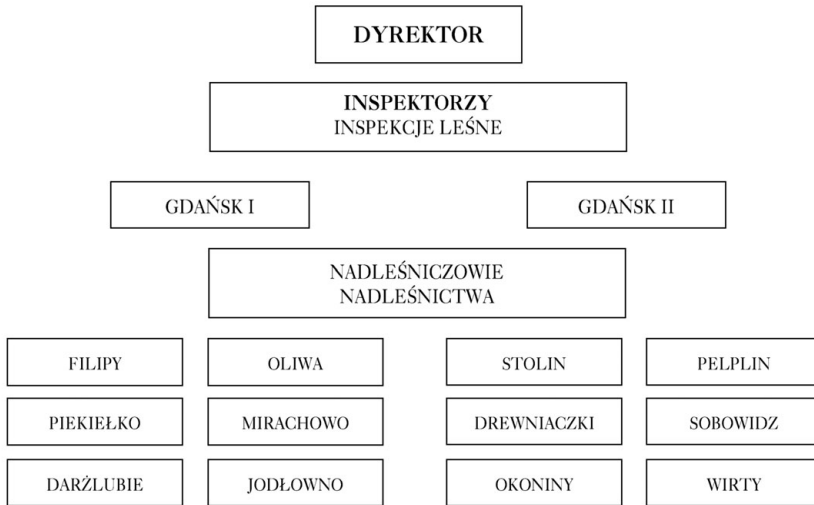 DYREKTOR
INSPEKTORZY
INSPEKCJE LEŚNE
GDAŃSK I
GDAŃSK II
NADLEŚNICZOWIE
NADLEŚNICTWA
FILIPY
OLIWA
STOLIN
PELPLIN
PIEKIEŁKO
MIRACHOWO
DREWNIACZKI
SOBOWIDZ
DARŻLUBIE
JODŁOWNO
OKONINY
WIRTY